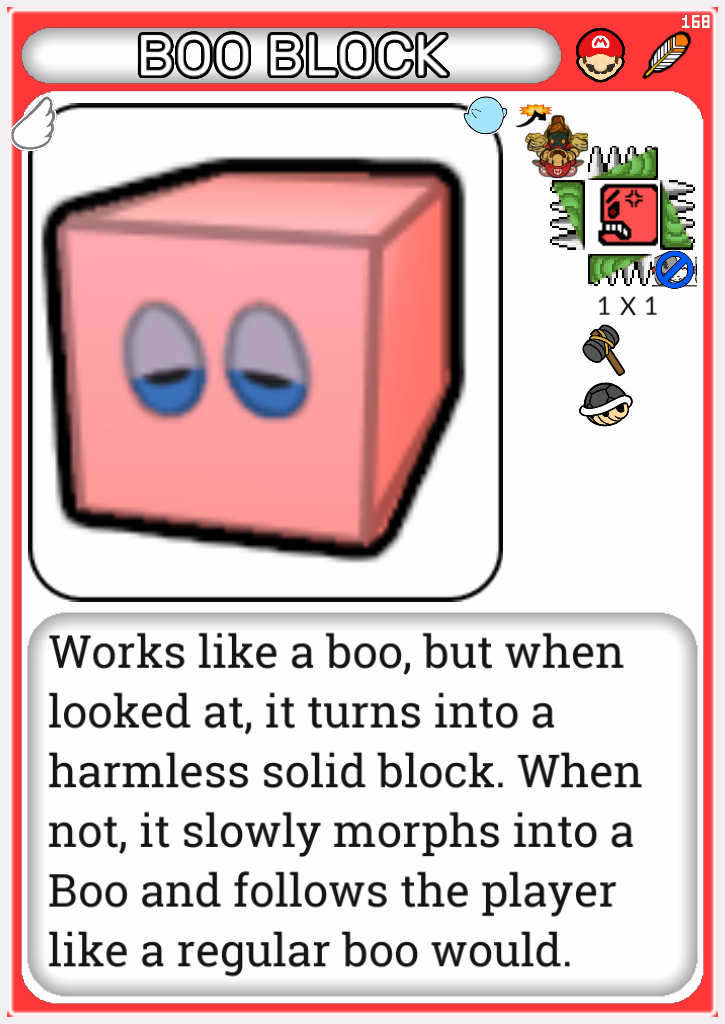 168
BOO BLOCK
1 X 1
Works like a boo, but when
looked at, it turns into a
harmless solid block. When
not, it slowly morphs into a
Boo and follows the player
like a regular boo would.